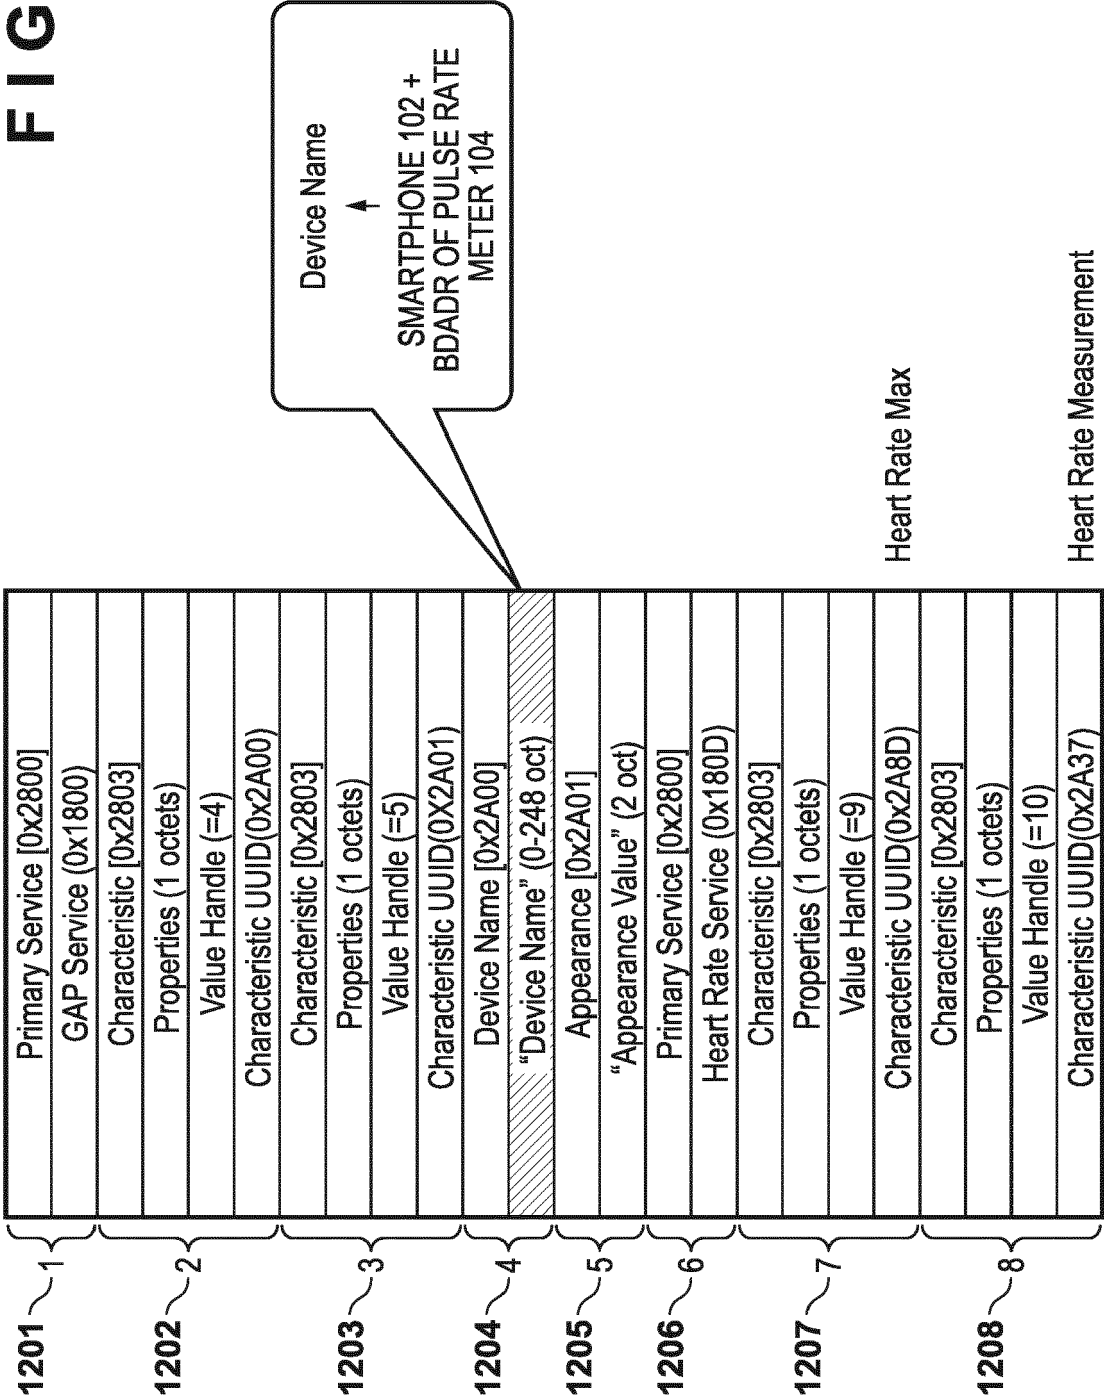 FIG
1201
1
Primary Service [0x2800]
GAP Service (0x1800)
1202
2
Characteristic [0x2803]
Properties (1 octets)
Value Handle (=4)
Characteristic UUID(0x2A00)
1203
3
Characteristic [0x2803]
Properties (1 octets)
Value Handle (=5)
Characteristic UUID(0X2A01)
1204
4
Device Name [0x2A00]
“Device Name” (0-248 oct)
Device Name
SMARTPHONE 102 +
BDADR OF PULSE RATE
METER 104
1205
5
Appearance [0x2A01]
“Appearance Value” (2 oct)
1206
6
Primary Service [0x2800]
Heart Rate Service (0x180D)
1207
7
Characteristic [0x2803]
Properties (1 octets)
Value Handle (=9)
Characteristic UUID(0x2A8D)
Heart Rate Max
1208
8
Characteristic [0x2803]
Properties (1 octets)
Value Handle (=10)
Characteristic UUID(0x2A37)
Heart Rate Measurement